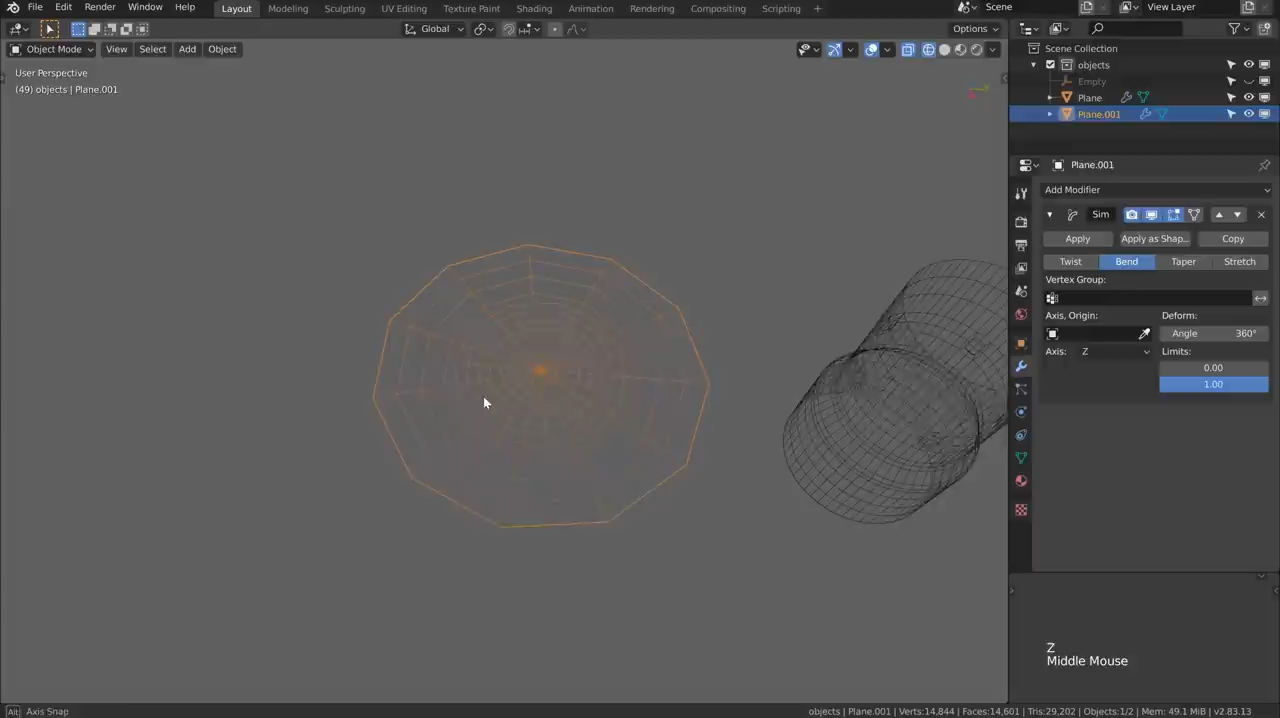 File Edit Render Window Help Layout Modeling Sculpting UV Editing Texture Paint Shading Animation Rendering Compositing Scripting + Scene View Layer
Global Options
Object Mode View Select Add Object
User Perspective
(49) objects | Plane.001
Scene Collection
objects
Empty
Plane
Plane.001
Plane.001
Add Modifier
Sim
Apply Apply as Shap... Copy
Twist Bend Taper Stretch
Vertex Group:
Axis, Origin: Deform:
Angle 360°
Axis: Z Limits:
0.00
1.00
Z
Middle Mouse
Alt Axis Snap objects | Plane.001 | Verts:14,844 | Faces:14,601 | Tris:29,202 | Objects:1/2 | Mem: 49.1 MiB | v2.83.13